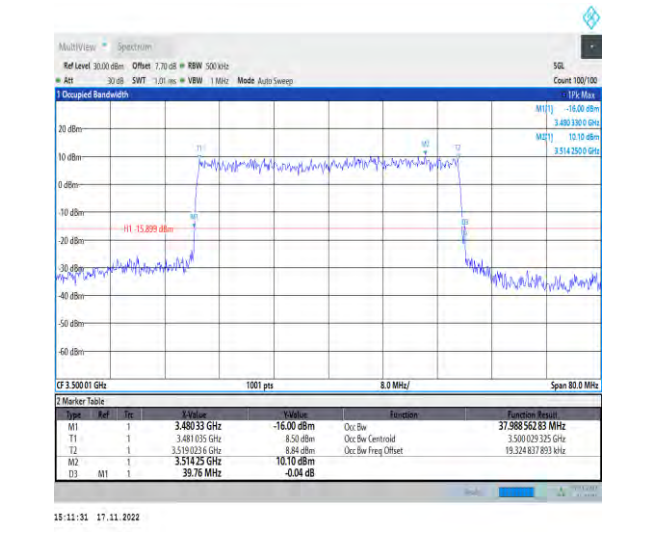 MultiView Spectrum
Ref Level 30.00 dBm Offset 7.70 dB RBW 500 kHz SGL
Att 30 dB SWT 1.01 ms VBW 1 MHz Mode Auto Sweep Count 100/100
1 Occupied Bandwidth 1Pk Max
M1[1] -16.00 dBm
3.480 330 0 GHz
M2[1] 10.10 dBm
3.514 250 0 GHz
20 dBm
10 dBm
0 dBm
-10 dBm
-20 dBm
-30 dBm
-40 dBm
-50 dBm
-60 dBm
T1
M2
T2
M1
H1 -15.899 dBm
CF 3.500 01 GHz 1001 pts 8.0 MHz/ Span 80.0 MHz
2 Marker Table
Type Ref Trc X-Value Y-Value Function Function Result
M1 1 3.480 33 GHz -16.00 dBm Occ Bw 37.988 562 83 MHz
T1 1 3.481 035 GHz 8.50 dBm Occ Bw Centroid 3.500 029 325 GHz
T2 1 3.519 023 6 GHz 8.84 dBm Occ Bw Freq Offset 19.324 837 893 kHz
M2 1 3.514 25 GHz 10.10 dBm
D3 M1 1 39.76 MHz -0.04 dB
15:11:31 17.11.2022